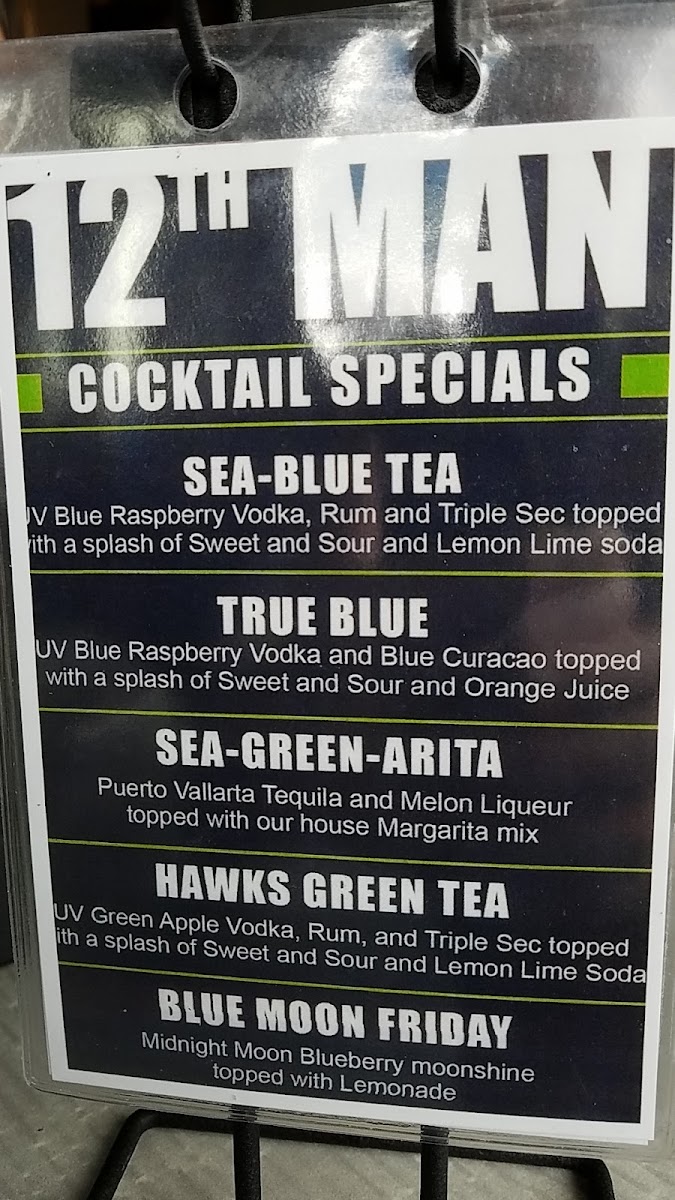 12TH MAN
COCKTAIL SPECIALS
SEA-BLUE TEA
UV Blue Raspberry Vodka, Rum and Triple Sec topped
with a splash of Sweet and Sour and Lemon Lime soda
TRUE BLUE
UV Blue Raspberry Vodka and Blue Curacao topped
with a splash of Sweet and Sour and Orange Juice
SEA-GREEN-ARITA
Puerto Vallarta Tequila and Melon Liqueur
topped with our house Margarita mix
HAWKS GREEN TEA
UV Green Apple Vodka, Rum, and Triple Sec topped
with a splash of Sweet and Sour and Lemon Lime Soda
BLUE MOON FRIDAY
Midnight Moon Blueberry moonshine
topped with Lemonade